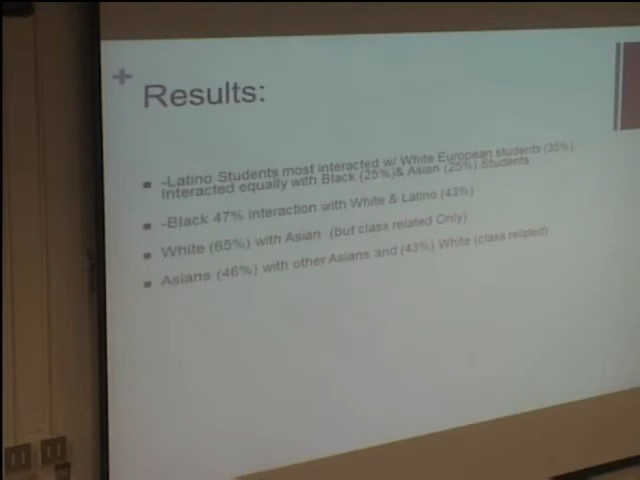 +
Results:
-Latino Students most interacted w/ White European students (35%)
Interacted equally with Black (25%)& Asian (25%) Students
-Black 47% interaction with White & Latino (43%)
White (65%) with Asian (but class related Only)
Asians (46%) with other Asians and (43%) White (class related)